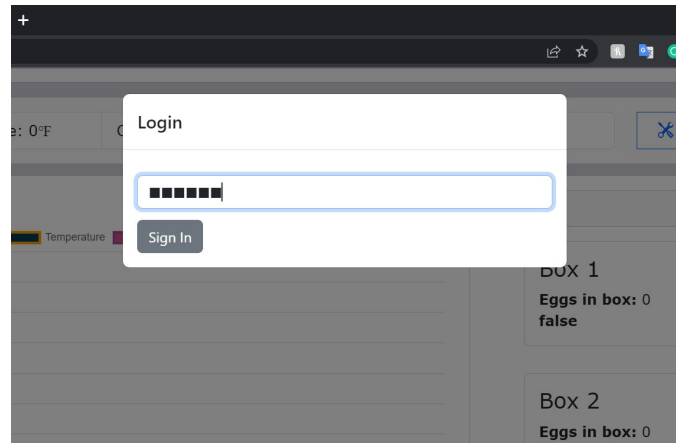 +
e: 0°F
Login
■■■■■■
Sign In
Temperature
Box 1
Eggs in box: 0
false
Box 2
Eggs in box: 0